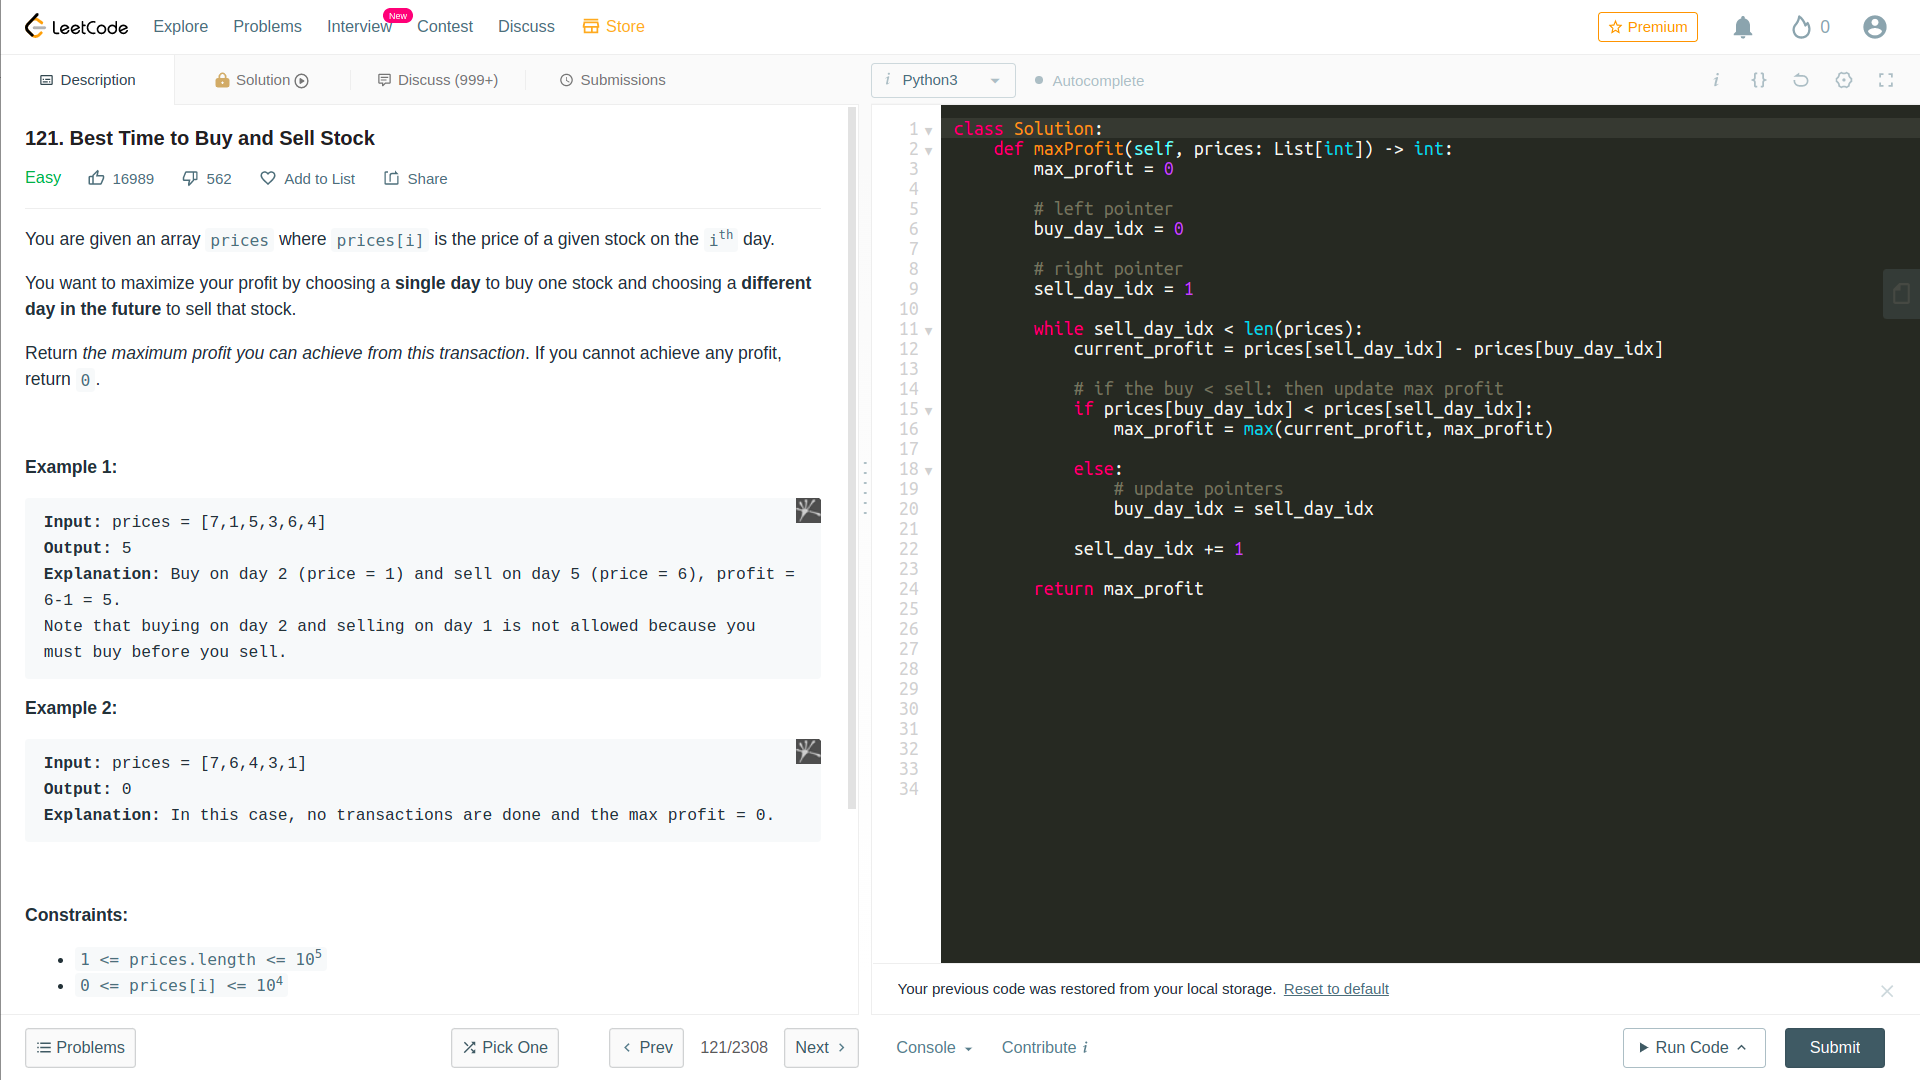 LeetCode Explore Problems Interview New Contest Discuss Store Premium 0
Description Solution Discuss (999+) Submissions
i Python3 Autocomplete i {}
121. Best Time to Buy and Sell Stock
Easy 16989 562 Add to List Share
You are given an array prices where prices[i] is the price of a given stock on the ith day.
You want to maximize your profit by choosing a single day to buy one stock and choosing a different
day in the future to sell that stock.
Return the maximum profit you can achieve from this transaction. If you cannot achieve any profit,
return 0.
Example 1:
Input: prices = [7,1,5,3,6,4]
Output: 5
Explanation: Buy on day 2 (price = 1) and sell on day 5 (price = 6), profit =
6-1 = 5.
Note that buying on day 2 and selling on day 1 is not allowed because you
must buy before you sell.
Example 2:
Input: prices = [7,6,4,3,1]
Output: 0
Explanation: In this case, no transactions are done and the max profit = 0.
Constraints:
• 1 <= prices.length <= 10^5
• 0 <= prices[i] <= 10^4
1 class Solution:
2     def maxProfit(self, prices: List[int]) -> int:
3         max_profit = 0
4
5         # left pointer
6         buy_day_idx = 0
7
8         # right pointer
9         sell_day_idx = 1
10
11         while sell_day_idx < len(prices):
12             current_profit = prices[sell_day_idx] - prices[buy_day_idx]
13
14             # if the buy < sell: then update max profit
15             if prices[buy_day_idx] < prices[sell_day_idx]:
16                 max_profit = max(current_profit, max_profit)
17
18             else:
19                 # update pointers
20                 buy_day_idx = sell_day_idx
21
22             sell_day_idx += 1
23
24         return max_profit
25
26
27
28
29
30
31
32
33
34
Your previous code was restored from your local storage. Reset to default
Problems Pick One Prev 121/2308 Next Console Contribute i Run Code Submit